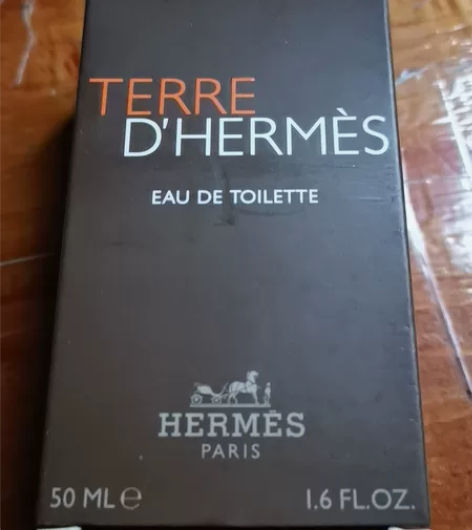 TERRE
D'HERMÈS
EAU DE TOILETTE
HERMÈS
PARIS
50 ML ℮ 1.6 FL.OZ.